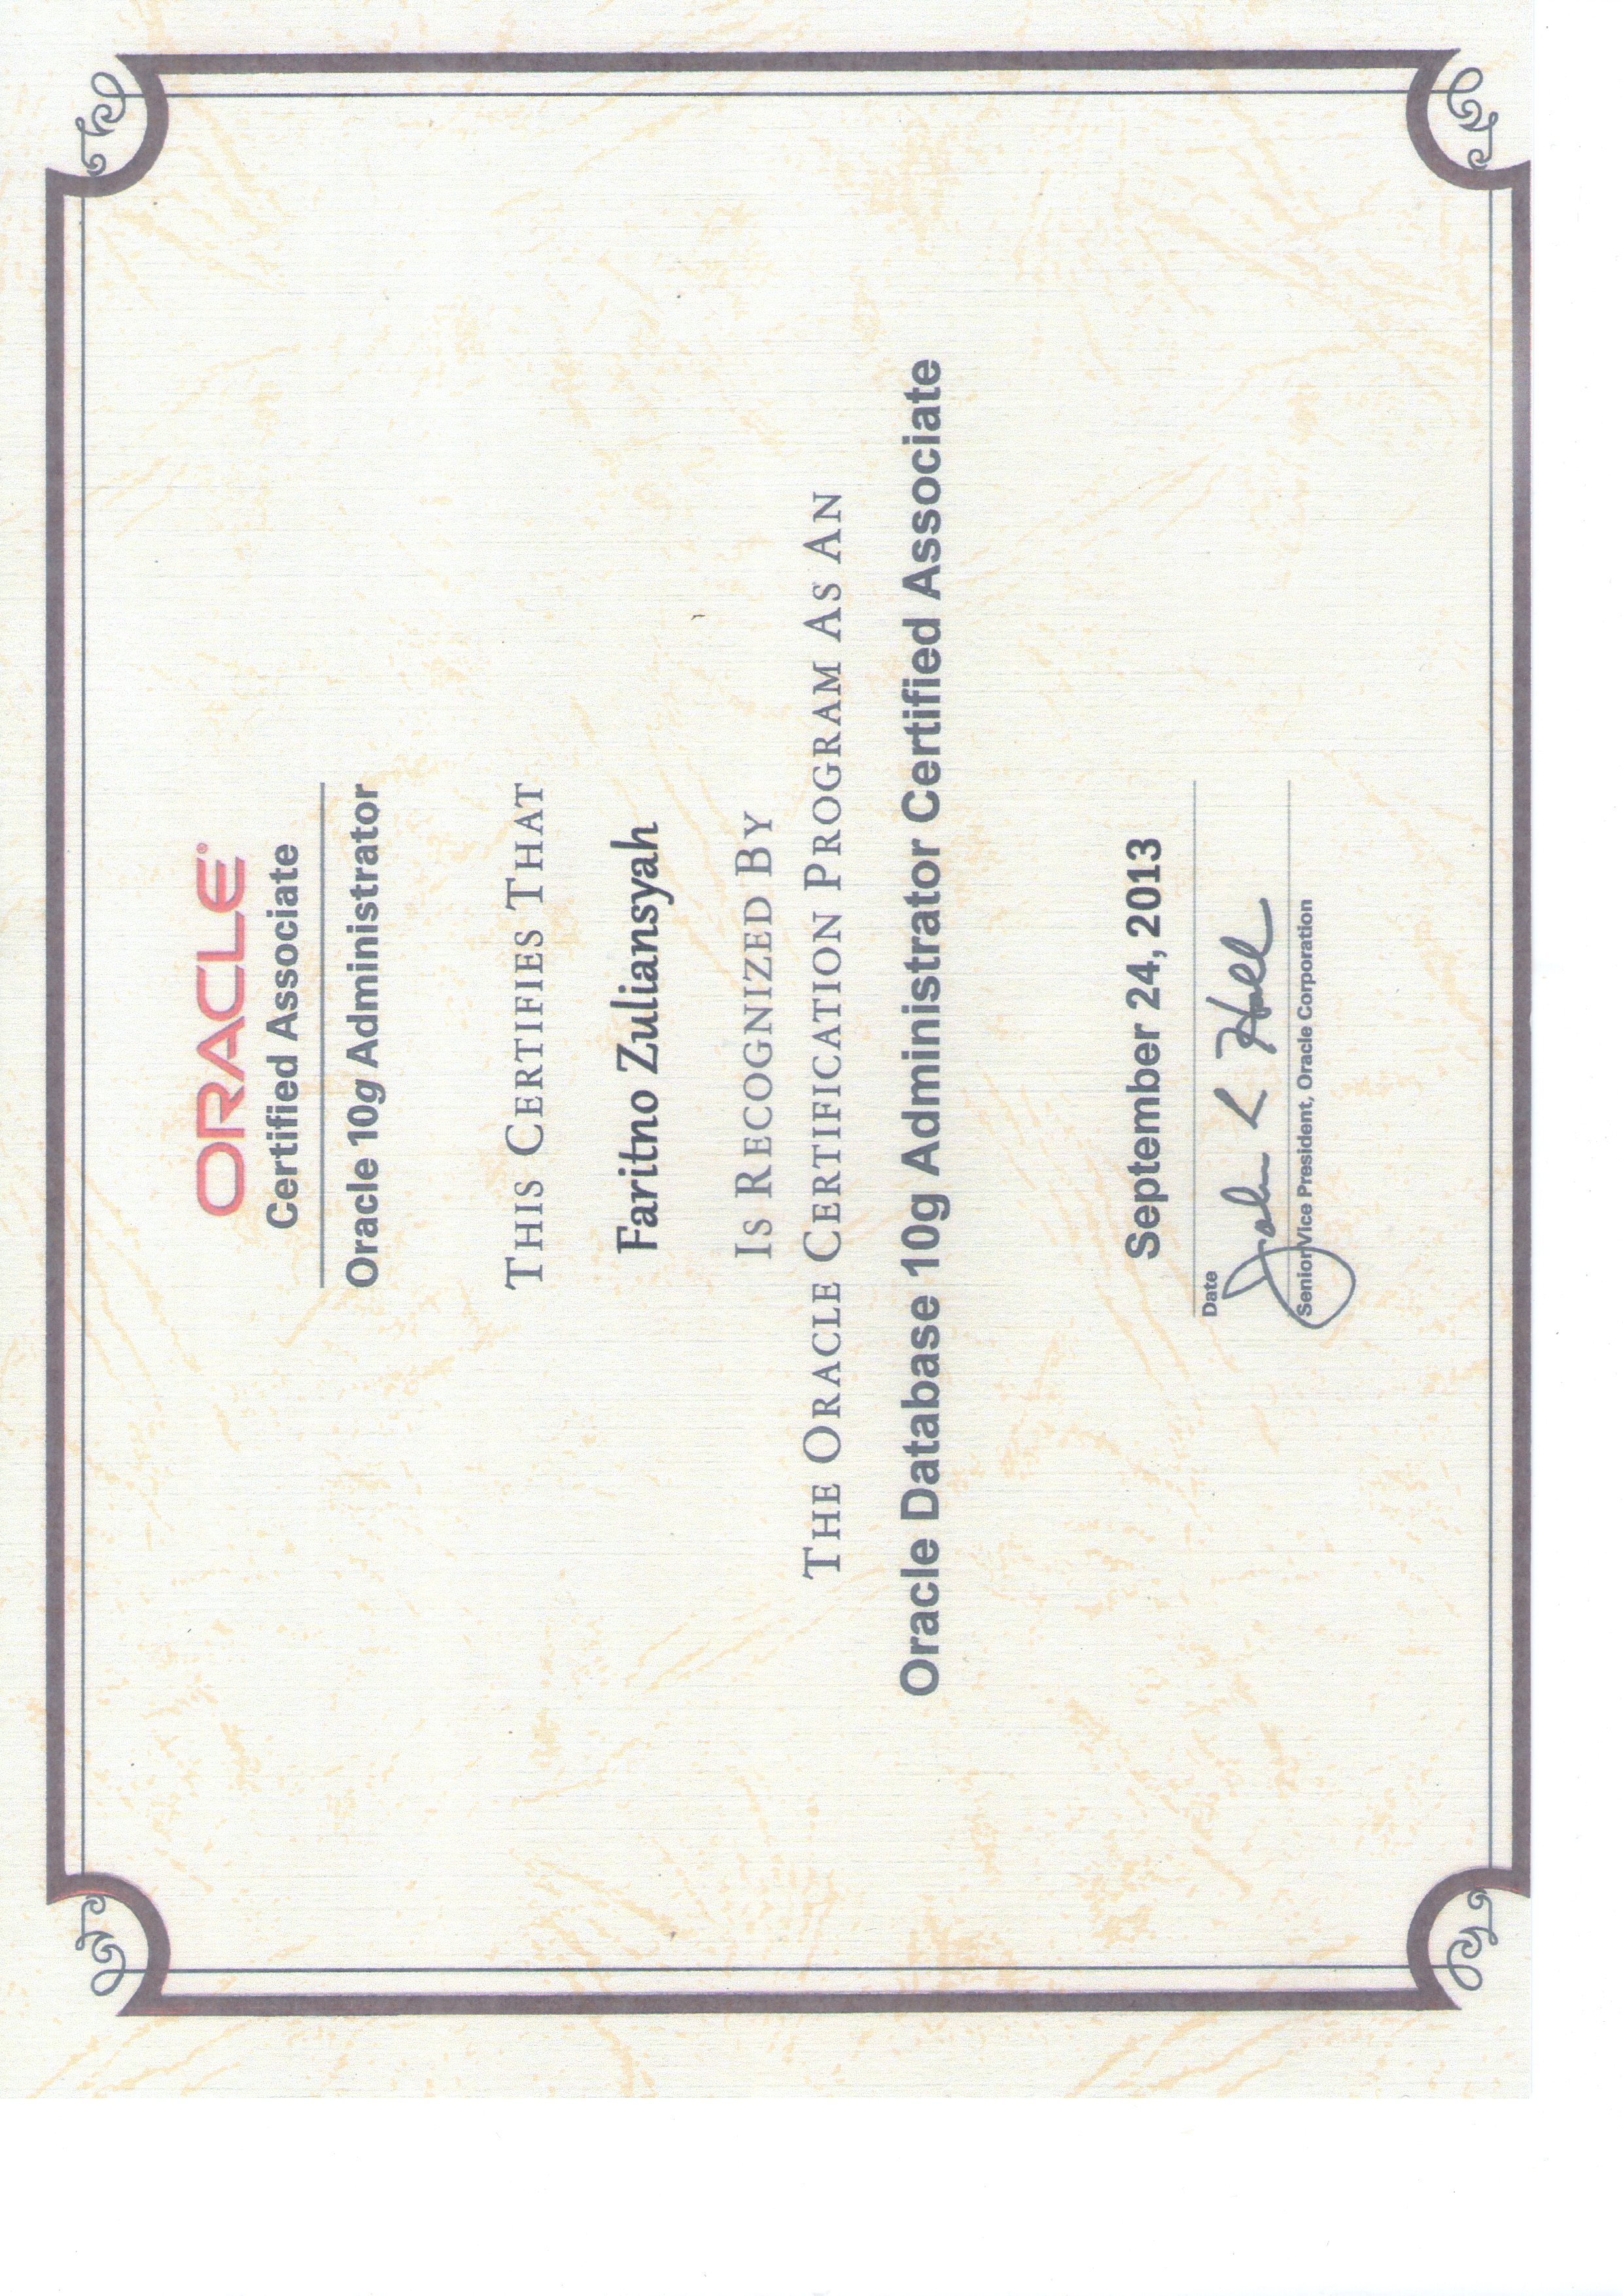 ORACLE®
Certified Associate
Oracle 10g Administrator
THIS CERTIFIES THAT
Faritno Zuliansyah
IS RECOGNIZED BY
THE ORACLE CERTIFICATION PROGRAM AS AN
Oracle Database 10g Administrator Certified Associate
September 24, 2013
Date
John L Hall
Senior Vice President, Oracle Corporation